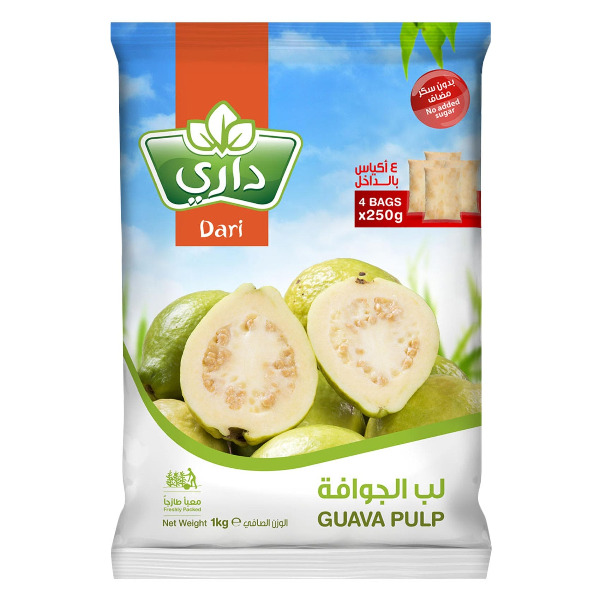 بدون سكر
مضاف
No added
sugar
داري
Dari
٤ أكياس
بالداخل
4 BAGS
x250g
لب الجوافة
GUAVA PULP
معبأ طازجاً
Freshly Packed
Net Weight 1kg ℮ الوزن الصافي